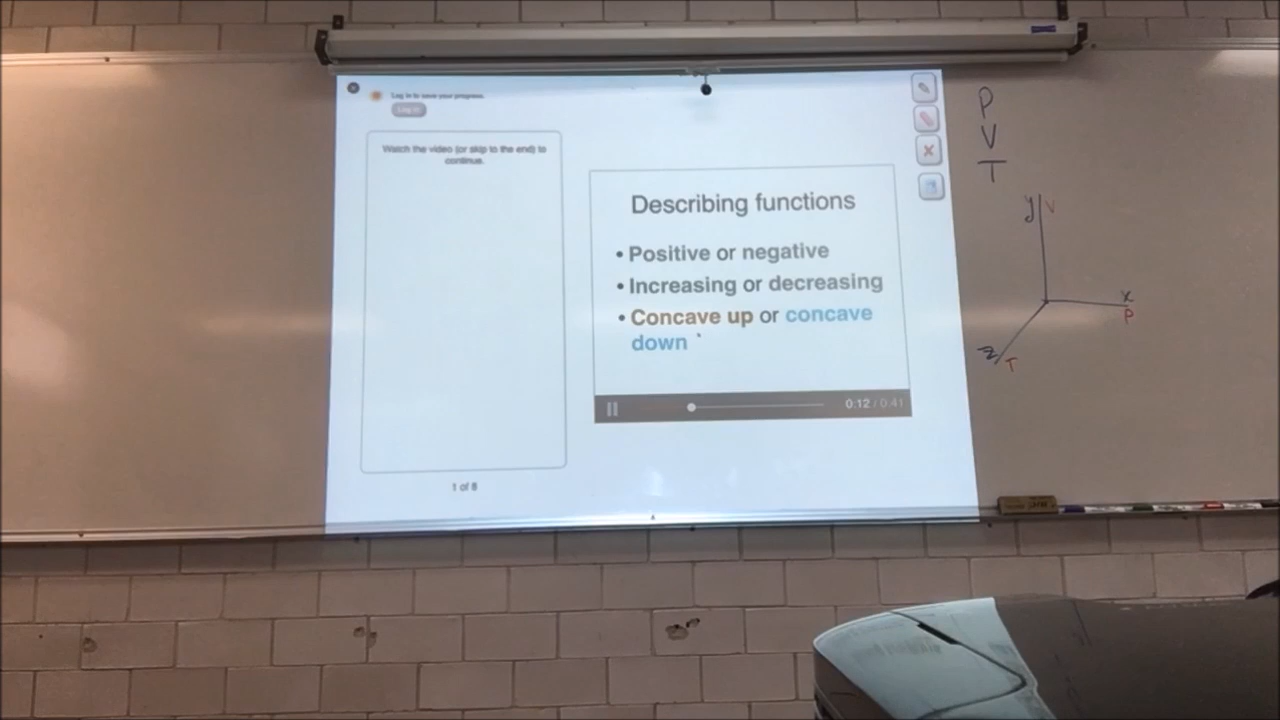 Log in to save your progress.
Log in
Watch the video (or skip to the end) to
continue.
1 of 8
Describing functions
• Positive or negative
• Increasing or decreasing
• Concave up or concave
down
0:12 / 0:41
P
V
T
y V
x
P
z T